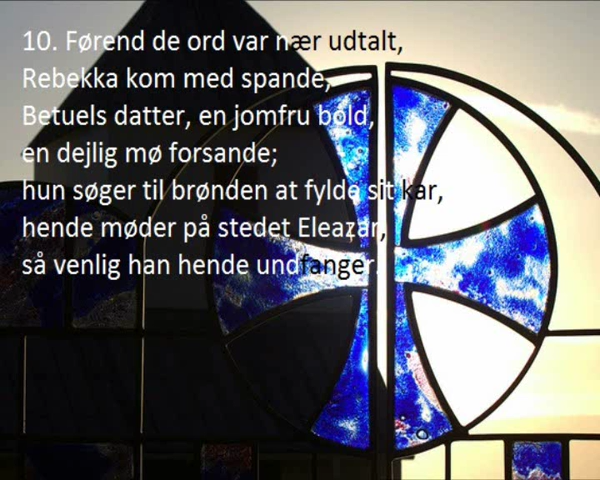 10. Førend de ord var nær udtalt,
Rebekka kom med spande,
Betuels datter, en jomfru bold,
en dejlig mø forsande;
hun søger til brønden at fylde sit kar,
hende møder på stedet Eleazar,
så venlig han hende undfanger.